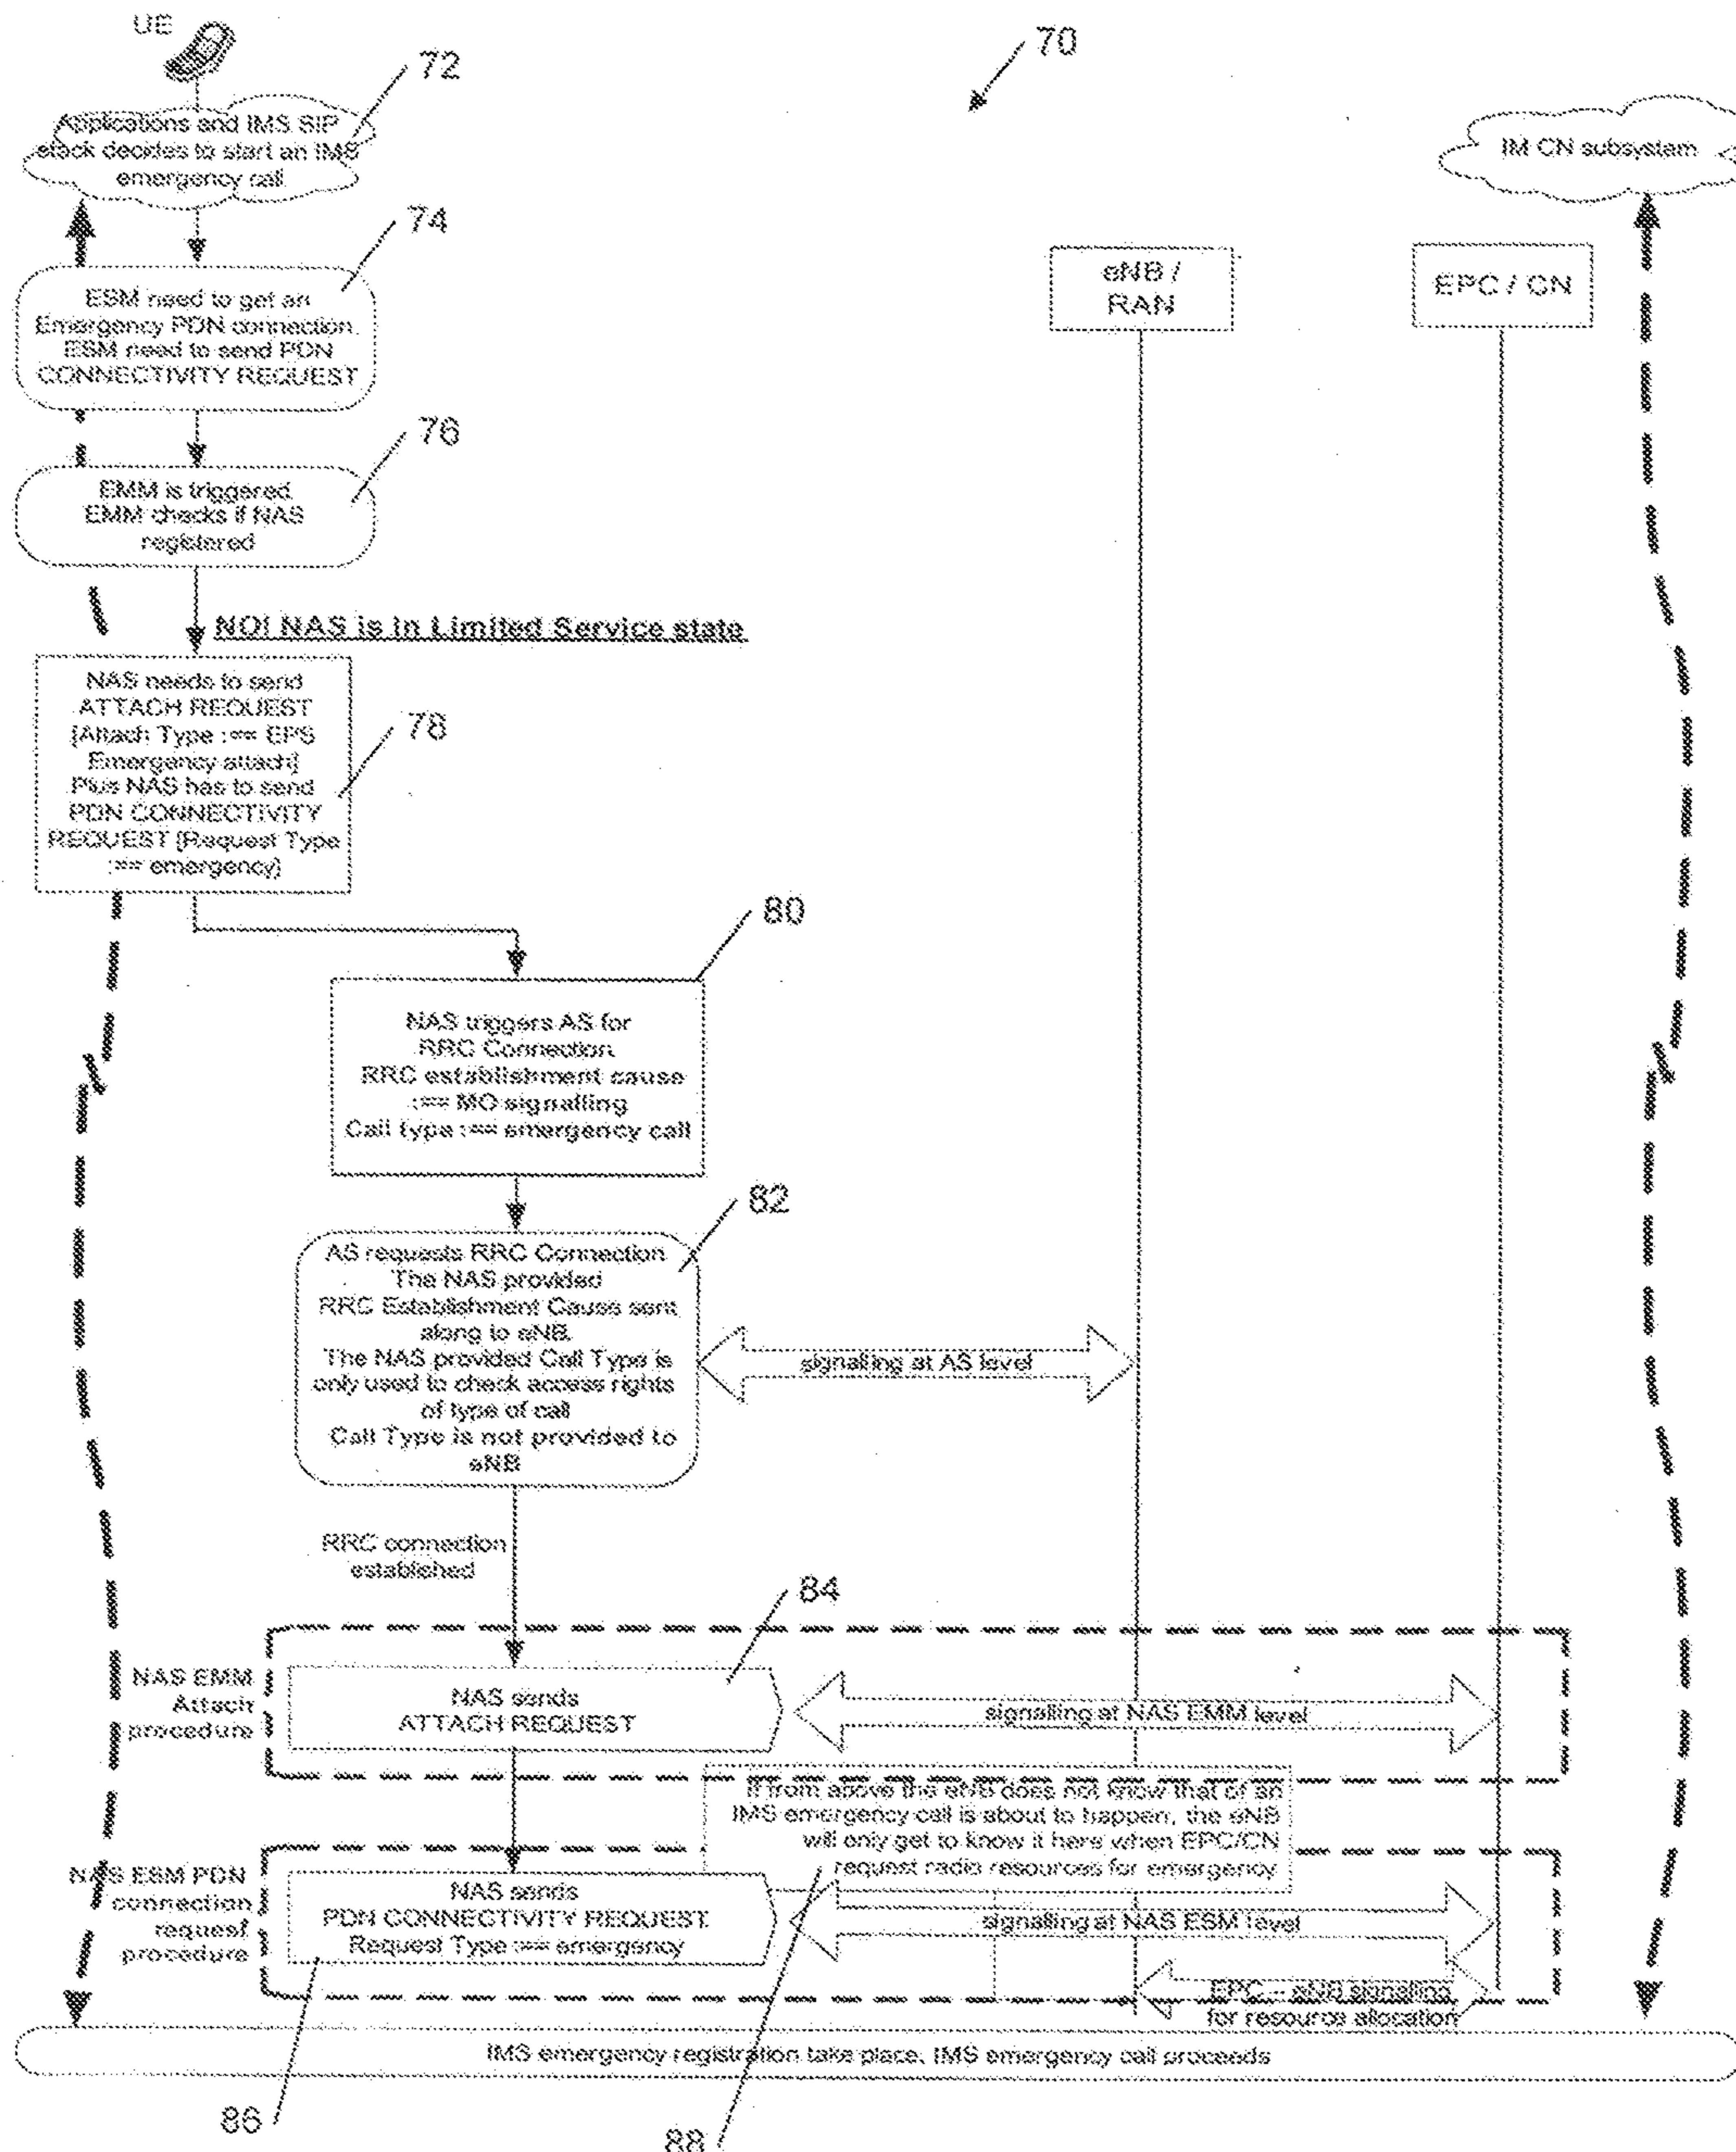 UE
70
72
Applications and IMS SIP
stack decides to start an IMS
emergency call
IM CN subsystem
74
ESM need to get an
Emergency PDN connection.
ESM need to send PDN
CONNECTIVITY REQUEST
eNB /
RAN
EPC / CN
76
EMM is triggered
EMM checks if NAS
registered
NO! NAS is in Limited Service state
NAS needs to send
ATTACH REQUEST
[Attach Type :== EPS
Emergency attach]
Plus NAS has to send
PDN CONNECTIVITY
REQUEST [Request Type
:== emergency]
78
80
NAS triggers AS for
RRC Connection.
RRC establishment cause
:== MO signalling
Call type :== emergency call
82
AS requests RRC Connection
The NAS provided
RRC Establishment Cause sent
along to eNB.
The NAS provided Call Type is
only used to check access rights
of type of call
Call Type is not provided to
eNB
signalling at AS level
RRC connection
established
84
NAS EMM
Attach
procedure
NAS sends
ATTACH REQUEST
signalling at NAS EMM level
If from above the eNB does not know that of an
IMS emergency call is about to happen, the eNB
will only get to know it here when EPC/CN
request radio resources for emergency
NAS ESM PDN
connection
request
procedure
NAS sends
PDN CONNECTIVITY REQUEST.
Request Type :== emergency
signalling at NAS ESM level
EPC – eNB signalling
for resource allocation
IMS emergency registration take place. IMS emergency call proceeds
86
88